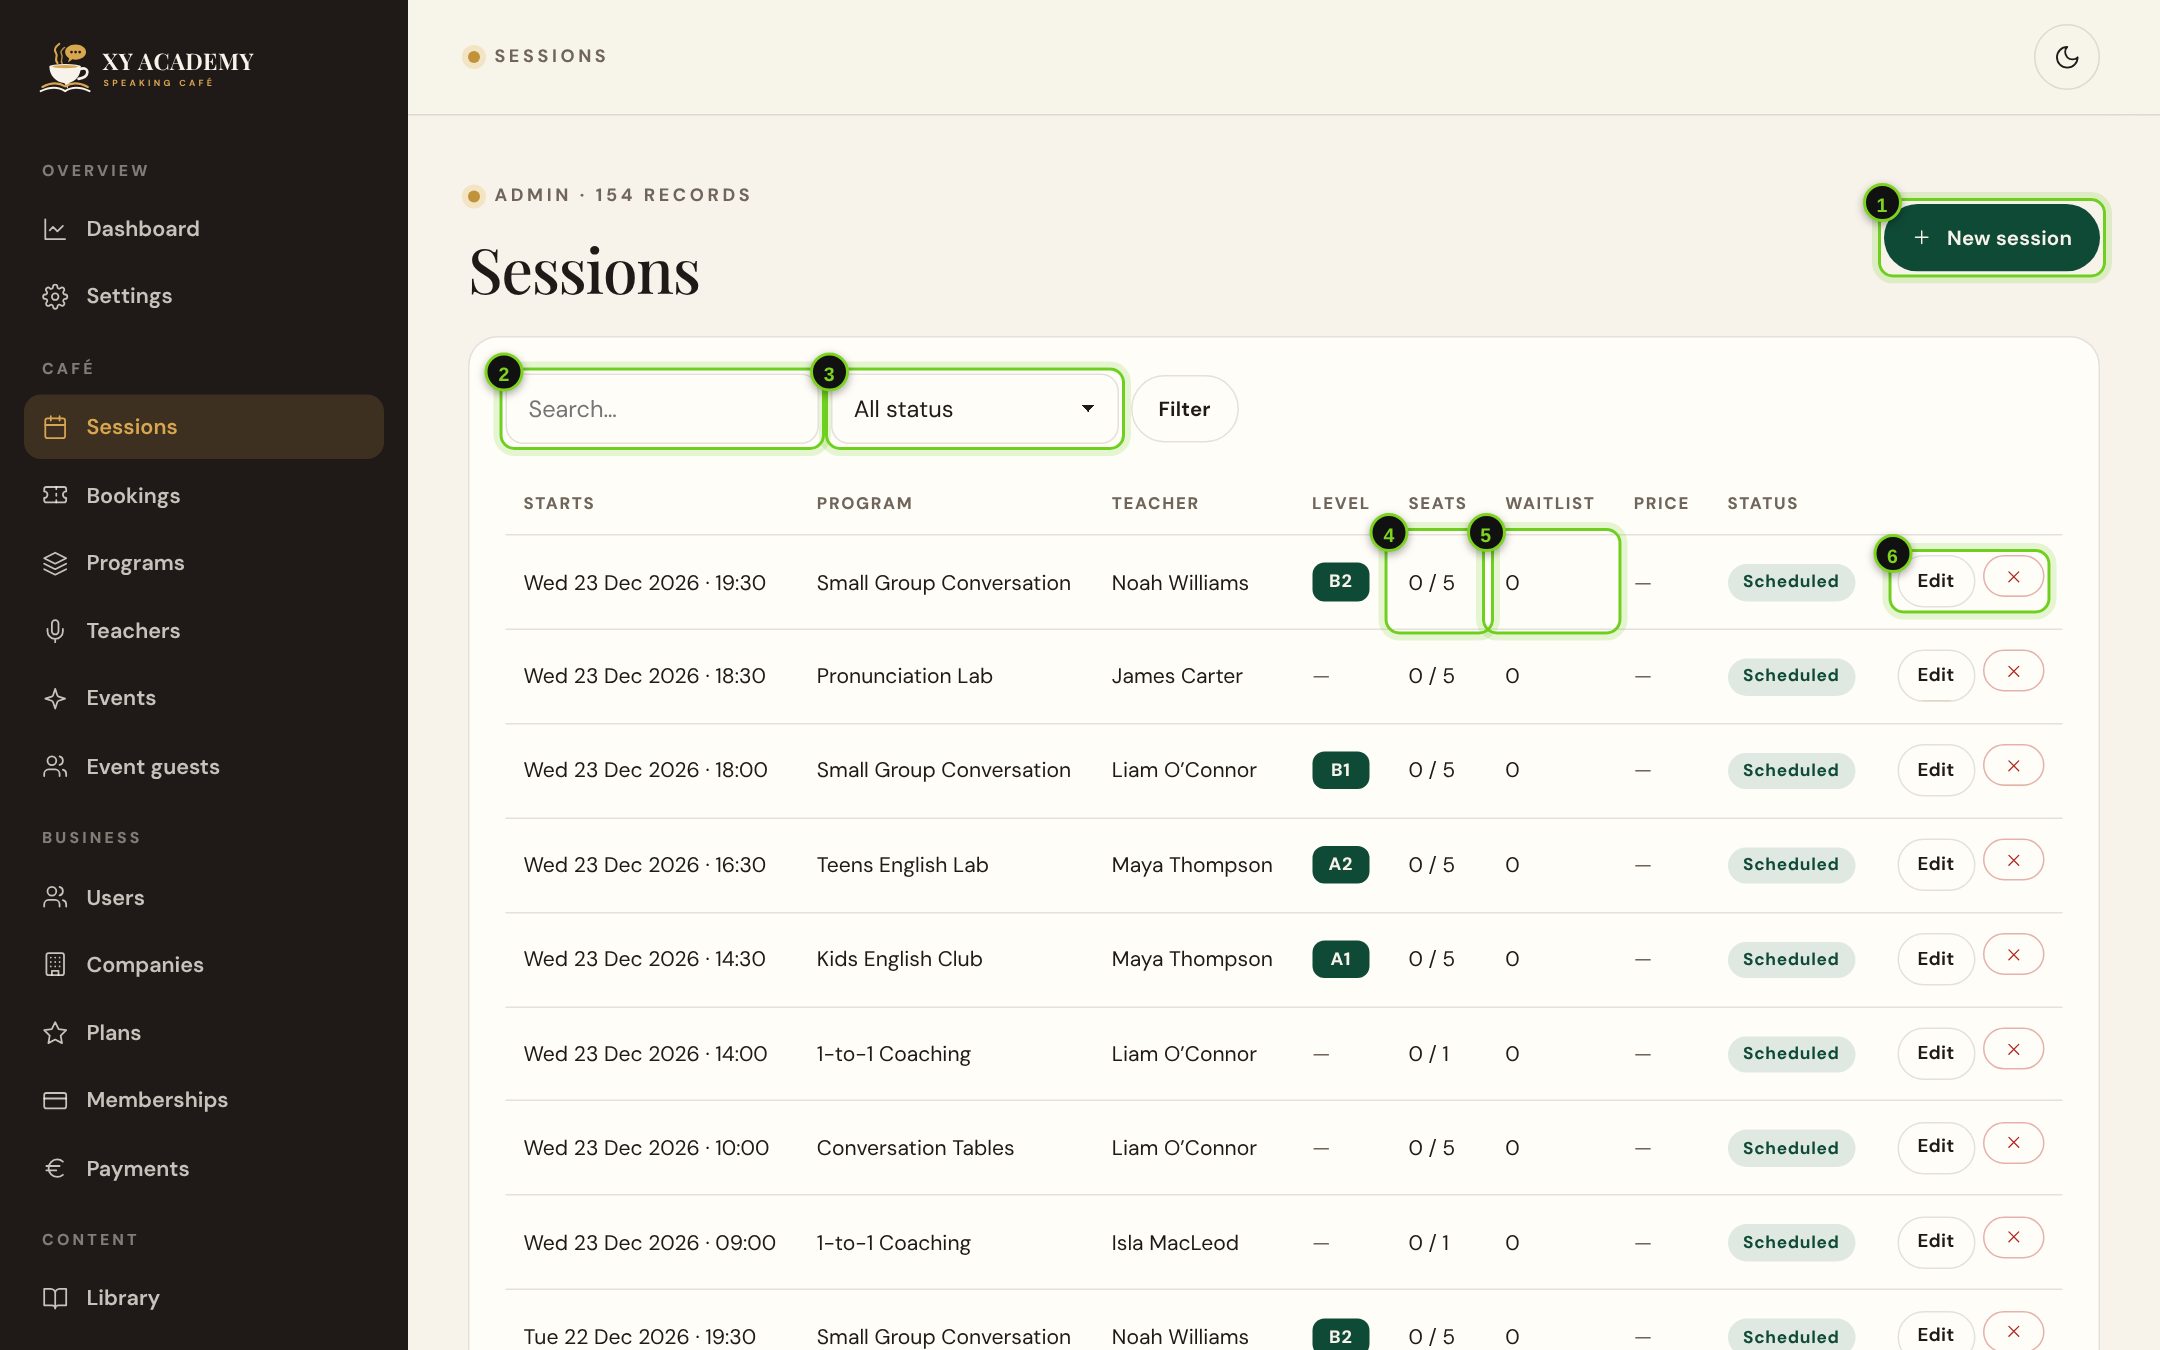 XY ACADEMY
SPEAKING CAFÉ
OVERVIEW
Dashboard
Settings
CAFÉ
Sessions
Bookings
Programs
Teachers
Events
Event guests
BUSINESS
Users
Companies
Plans
Memberships
Payments
CONTENT
Library
SESSIONS
ADMIN · 154 RECORDS
Sessions
1
+ New session
2 3
Search... All status Filter
STARTS PROGRAM TEACHER LEVEL SEATS WAITLIST PRICE STATUS
4 5 6
Wed 23 Dec 2026 · 19:30 Small Group Conversation Noah Williams B2 0 / 5 0 — Scheduled Edit ×
Wed 23 Dec 2026 · 18:30 Pronunciation Lab James Carter — 0 / 5 0 — Scheduled Edit ×
Wed 23 Dec 2026 · 18:00 Small Group Conversation Liam O’Connor B1 0 / 5 0 — Scheduled Edit ×
Wed 23 Dec 2026 · 16:30 Teens English Lab Maya Thompson A2 0 / 5 0 — Scheduled Edit ×
Wed 23 Dec 2026 · 14:30 Kids English Club Maya Thompson A1 0 / 5 0 — Scheduled Edit ×
Wed 23 Dec 2026 · 14:00 1-to-1 Coaching Liam O’Connor — 0 / 1 0 — Scheduled Edit ×
Wed 23 Dec 2026 · 10:00 Conversation Tables Liam O’Connor — 0 / 5 0 — Scheduled Edit ×
Wed 23 Dec 2026 · 09:00 1-to-1 Coaching Isla MacLeod — 0 / 1 0 — Scheduled Edit ×
Tue 22 Dec 2026 · 19:30 Small Group Conversation Noah Williams B2 0 / 5 0 — Scheduled Edit ×